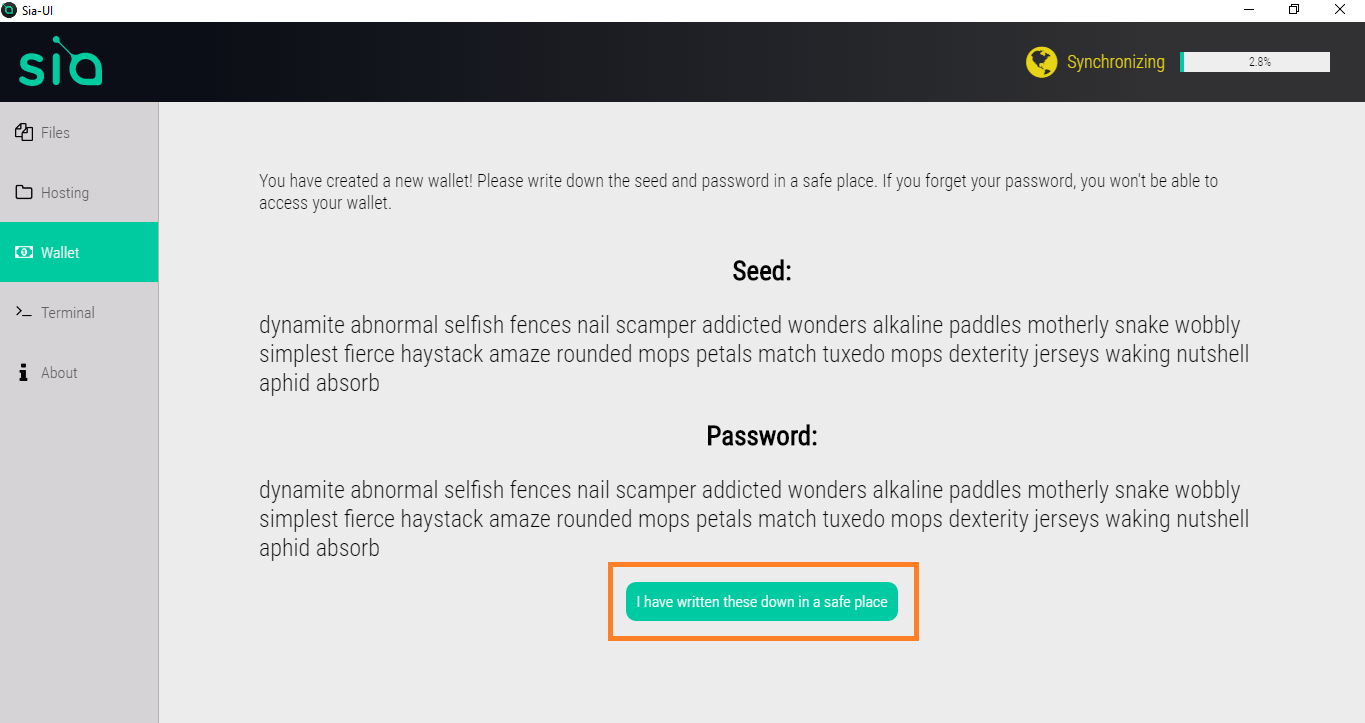 Sia-UI
sia
Synchronizing
2.8%
Files
Hosting
Wallet
Terminal
About
You have created a new wallet! Please write down the seed and password in a safe place. If you forget your password, you won't be able to
access your wallet.
Seed:
dynamite abnormal selfish fences nail scamper addicted wonders alkaline paddles motherly snake wobbly
simplest fierce haystack amaze rounded mops petals match tuxedo mops dexterity jerseys waking nutshell
aphid absorb
Password:
dynamite abnormal selfish fences nail scamper addicted wonders alkaline paddles motherly snake wobbly
simplest fierce haystack amaze rounded mops petals match tuxedo mops dexterity jerseys waking nutshell
aphid absorb
I have written these down in a safe place